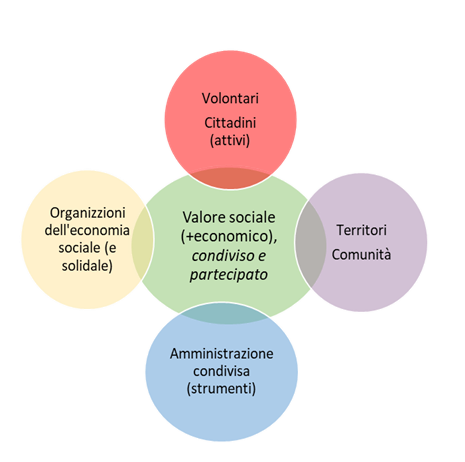 Volontari
Cittadini
(attivi)
Organizzioni
dell'economia
sociale (e
solidale)
Valore sociale
(+economico),
condiviso e
partecipato
Territori
Comunità
Amministrazione
condivisa
(strumenti)